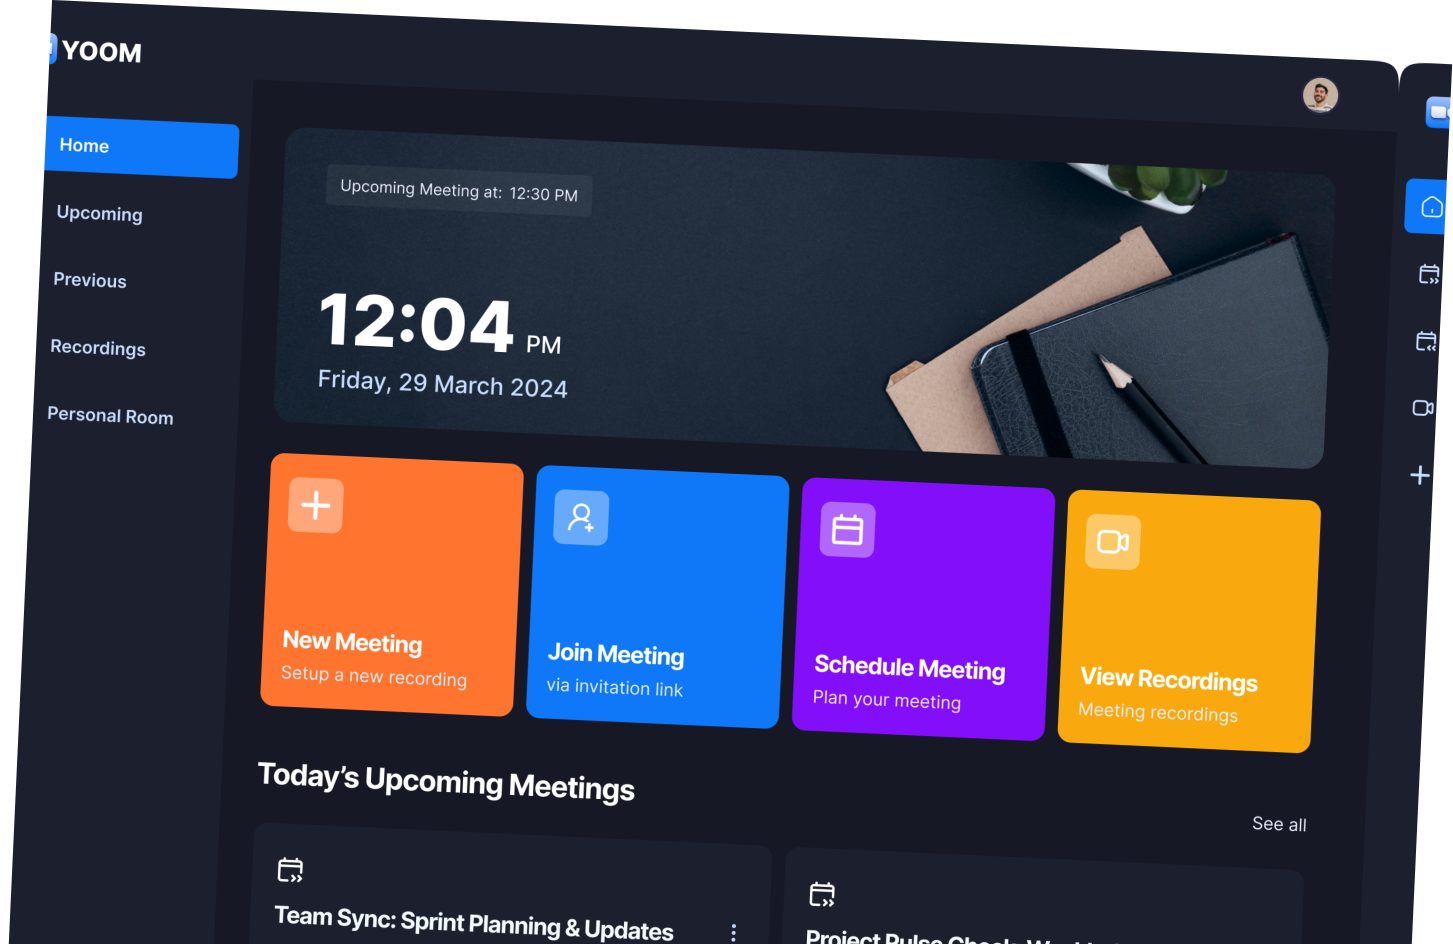 YOOM
Home
Upcoming
Previous
Recordings
Personal Room
Upcoming Meeting at: 12:30 PM
12:04 PM
Friday, 29 March 2024
New Meeting
Setup a new recording
Join Meeting
via invitation link
Schedule Meeting
Plan your meeting
View Recordings
Meeting recordings
Today’s Upcoming Meetings
See all
Team Sync: Sprint Planning & Updates
Project Pulse Check: